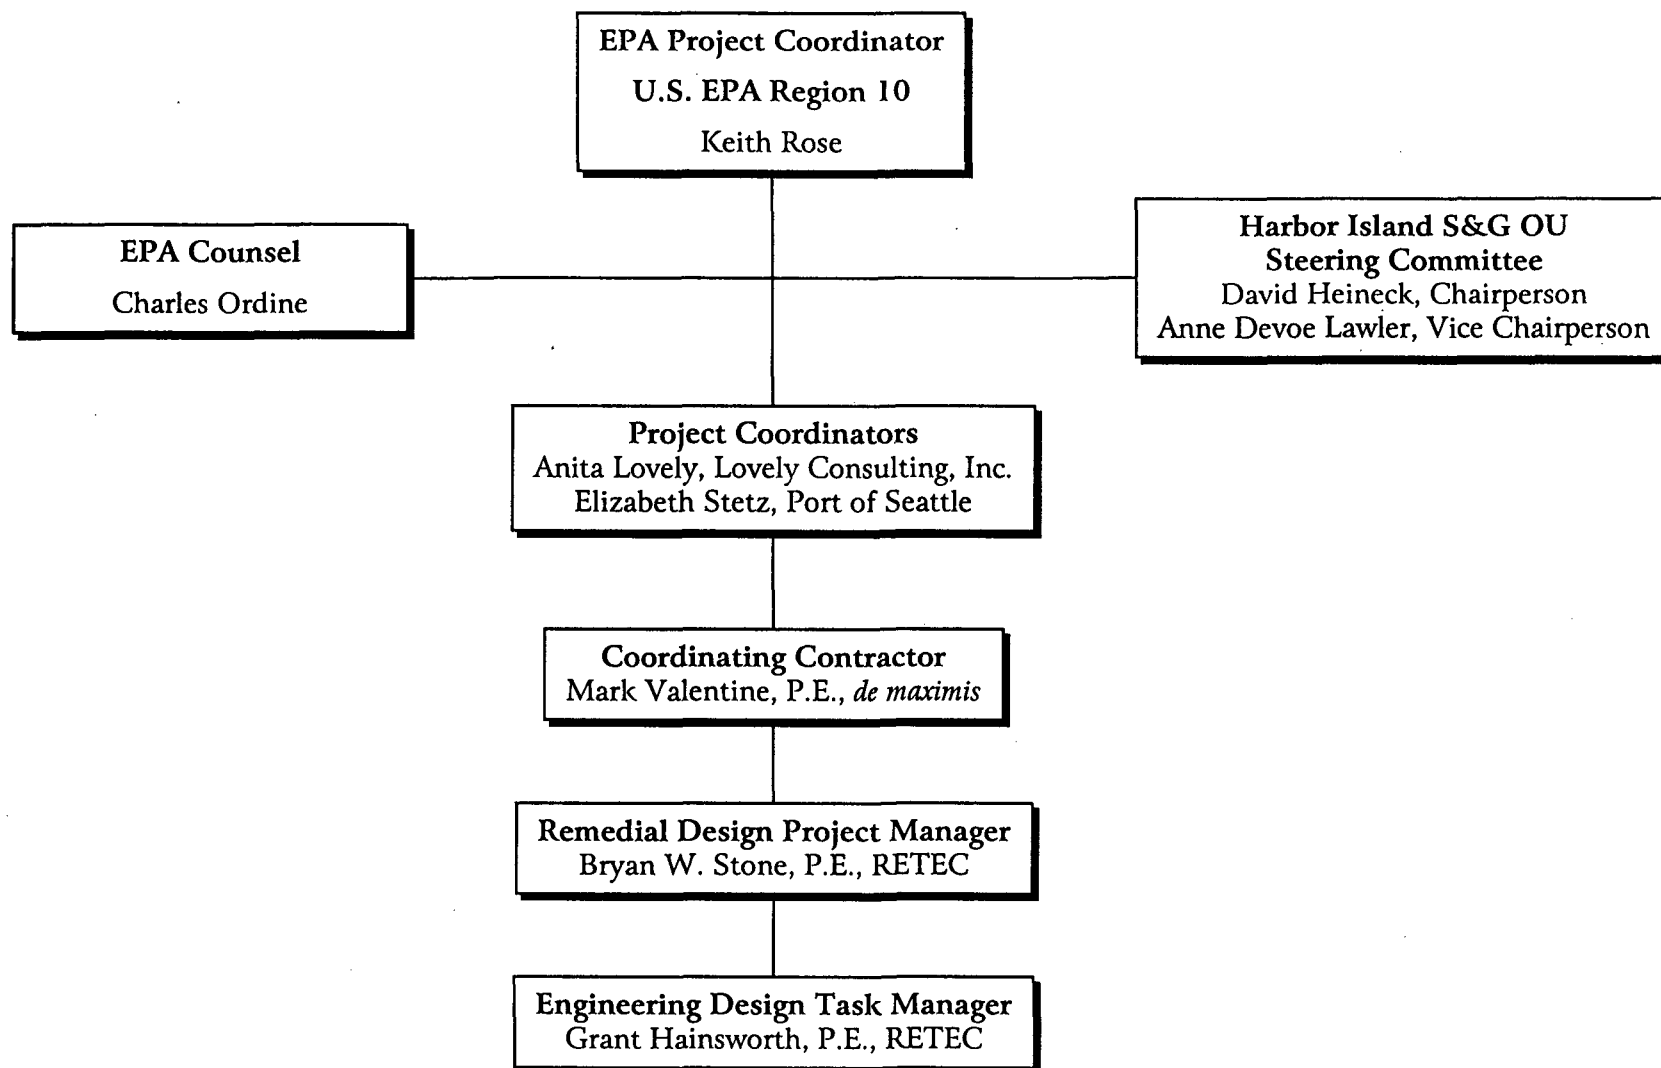 EPA Project Coordinator
U.S. EPA Region 10
Keith Rose
EPA Counsel
Charles Ordine
Harbor Island S&G OU
Steering Committee
David Heineck, Chairperson
Anne Devoe Lawler, Vice Chairperson
Project Coordinators
Anita Lovely, Lovely Consulting, Inc.
Elizabeth Stetz, Port of Seattle
Coordinating Contractor
Mark Valentine, P.E., de maximis
Remedial Design Project Manager
Bryan W. Stone, P.E., RETEC
Engineering Design Task Manager
Grant Hainsworth, P.E., RETEC